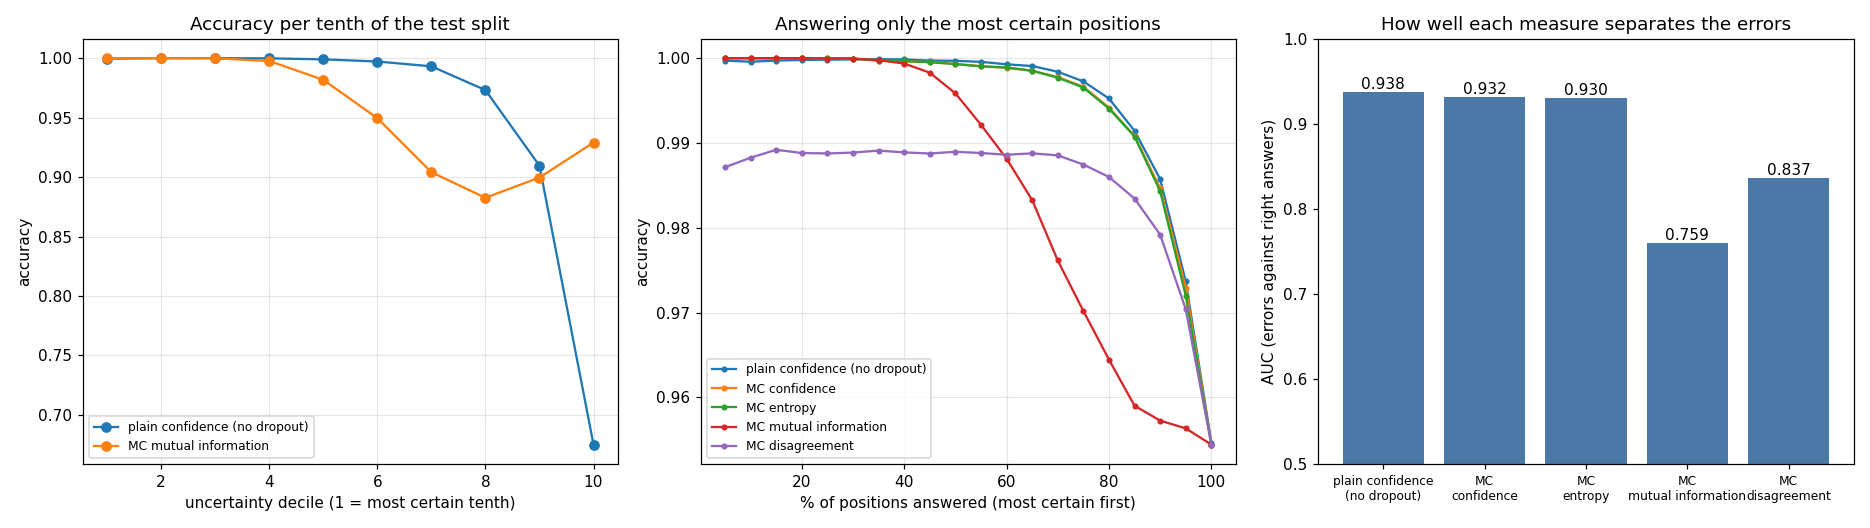 Accuracy per tenth of the test split
1.00
0.95
0.90
0.85
0.80
0.75
0.70
accuracy
plain confidence (no dropout)
MC mutual information
2 4 6 8 10
uncertainty decile (1 = most certain tenth)
Answering only the most certain positions
1.00
0.99
0.98
0.97
0.96
accuracy
plain confidence (no dropout)
MC confidence
MC entropy
MC mutual information
MC disagreement
20 40 60 80 100
% of positions answered (most certain first)
How well each measure separates the errors
1.0
0.9
0.8
0.7
0.6
0.5
AUC (errors against right answers)
0.938 0.932 0.930 0.759 0.837
plain confidence MC MC MC MC
(no dropout) confidence entropy mutual information disagreement